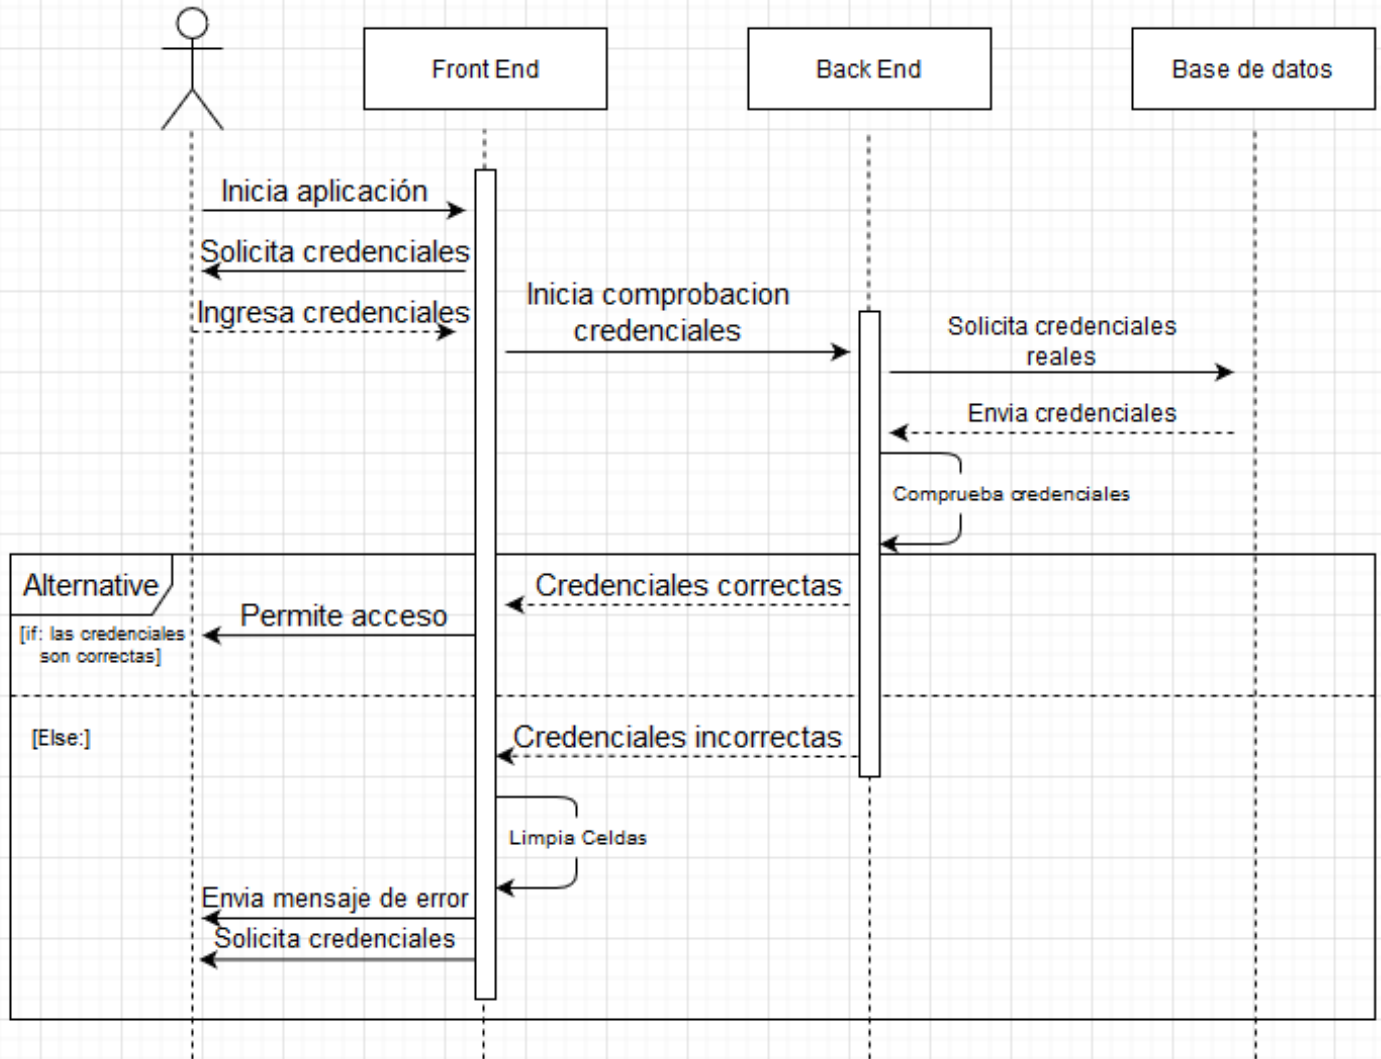 Front End
Back End
Base de datos
Inicia aplicación
Solicita credenciales
Ingresa credenciales
Inicia comprobacion
credenciales
Solicita credenciales
reales
Envia credenciales
Comprueba credenciales
Alternative
Credenciales correctas
Permite acceso
[if: las credenciales
son correctas]
[Else:]
Credenciales incorrectas
Limpia Celdas
Envia mensaje de error
Solicita credenciales